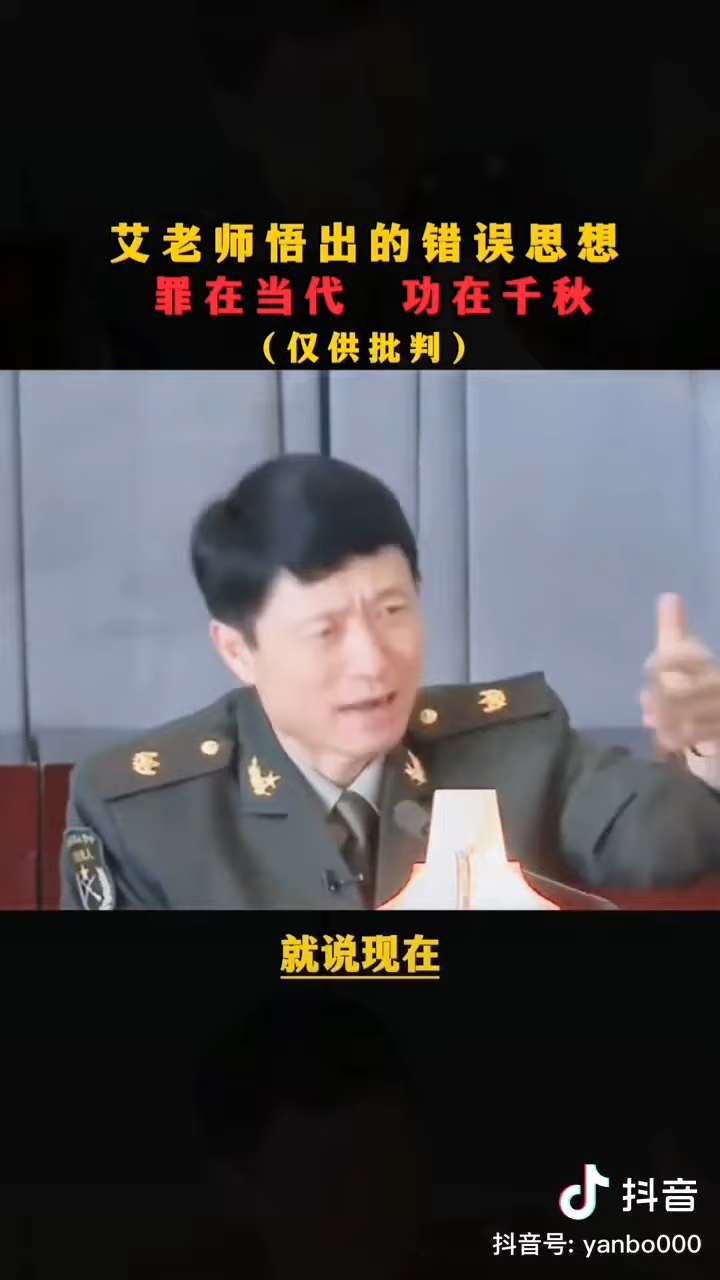 艾老师悟出的错误思想
罪在当代 功在千秋
（仅供批判）
就说现在
抖音
抖音号: yanbo000